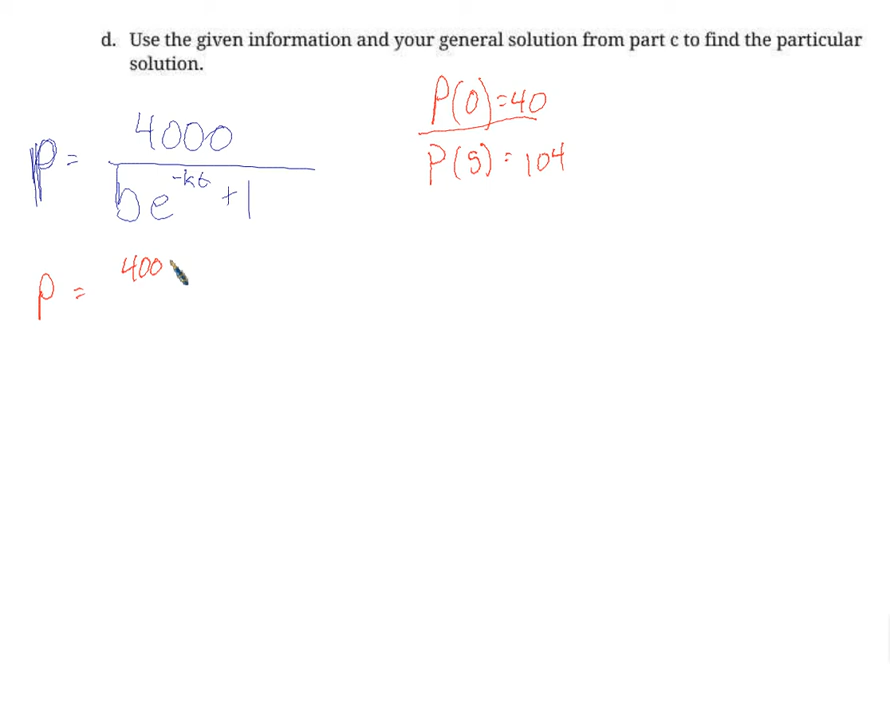 d. Use the given information and your general solution from part c to find the particular
solution.
P(0)=40
P(5)=104
P= 4000
be^-kt +1
P = 400